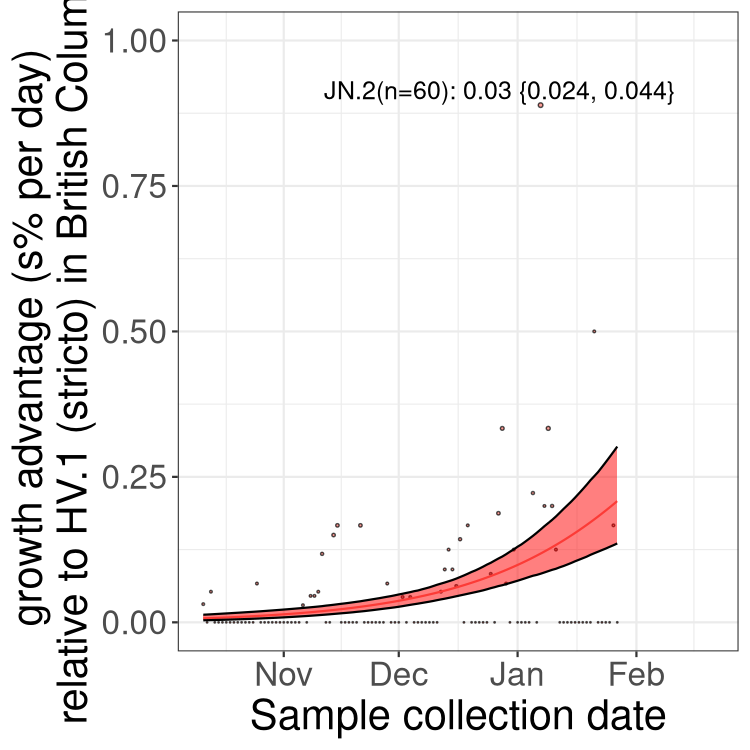 growth advantage (s% per day)
relative to HV.1 (stricto) in British Colum
1.00
0.75
0.50
0.25
0.00
JN.2(n=60): 0.03 {0.024, 0.044}
Nov Dec Jan Feb
Sample collection date